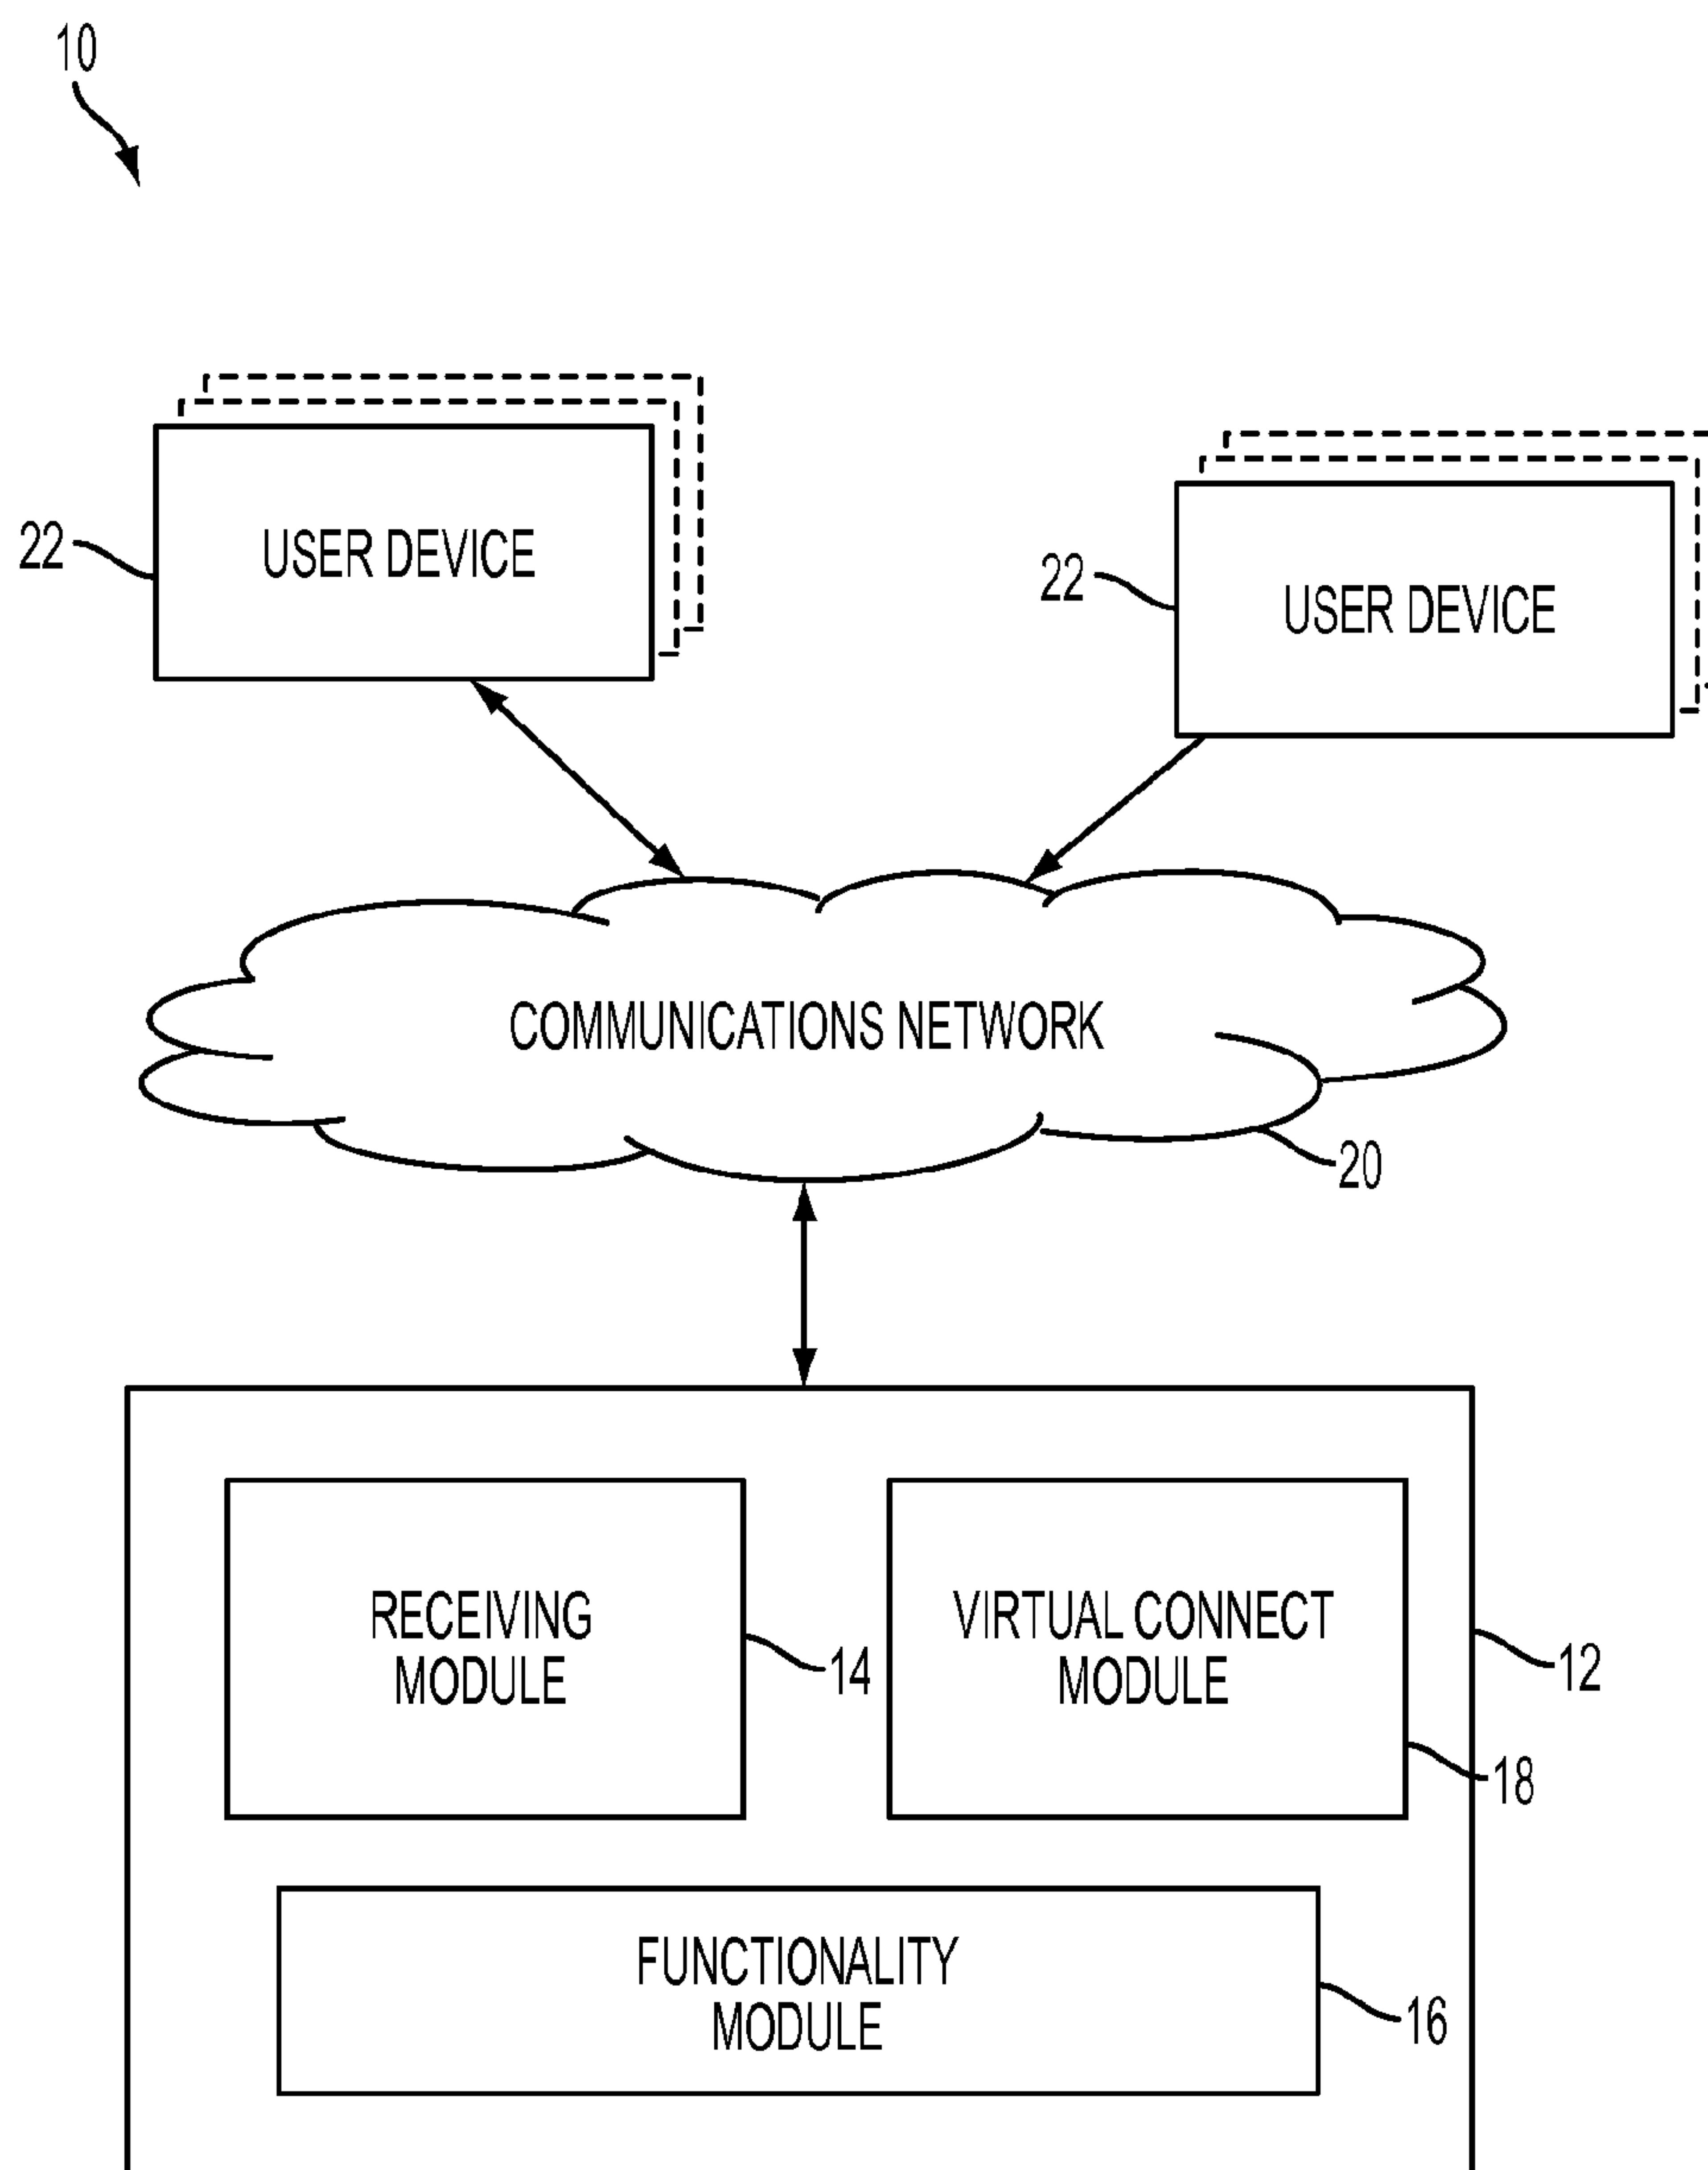 10
22
USER DEVICE
22
USER DEVICE
COMMUNICATIONS NETWORK
20
RECEIVING
MODULE
14
VIRTUAL CONNECT
MODULE
12
18
FUNCTIONALITY
MODULE
16